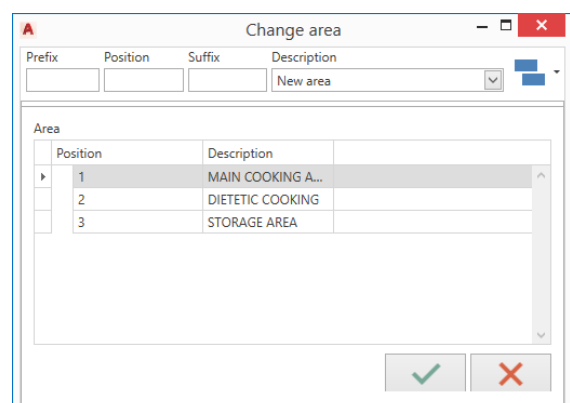 A Change area
Prefix Position Suffix Description
New area
Area
Position Description
1 MAIN COOKING A...
2 DIETETIC COOKING
3 STORAGE AREA